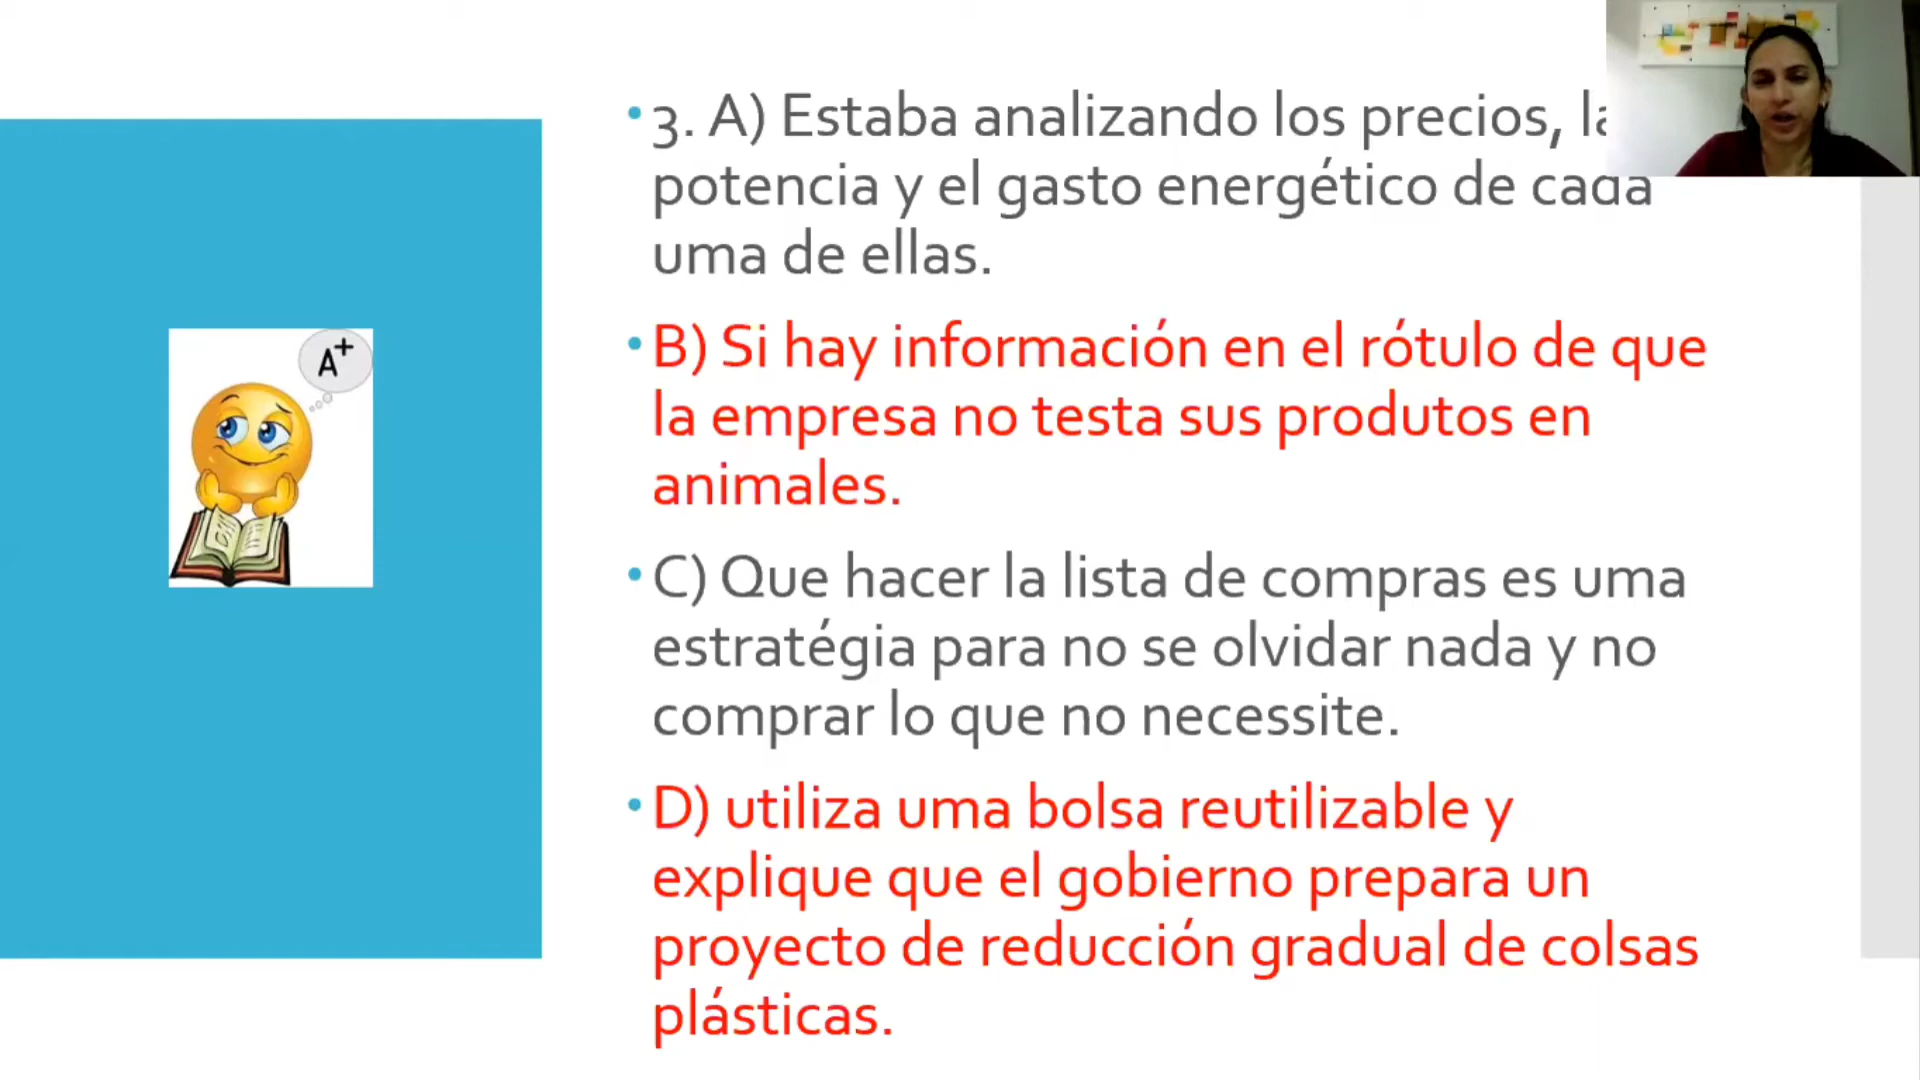 3. A) Estaba analizando los precios, la
potencia y el gasto energético de cada
uma de ellas.
B) Si hay información en el rótulo de que
la empresa no testa sus produtos en
animales.
C) Que hacer la lista de compras es uma
estratégia para no se olvidar nada y no
comprar lo que no necessite.
D) utiliza uma bolsa reutilizable y
explique que el gobierno prepara un
proyecto de reducción gradual de colsas
plásticas.
A+